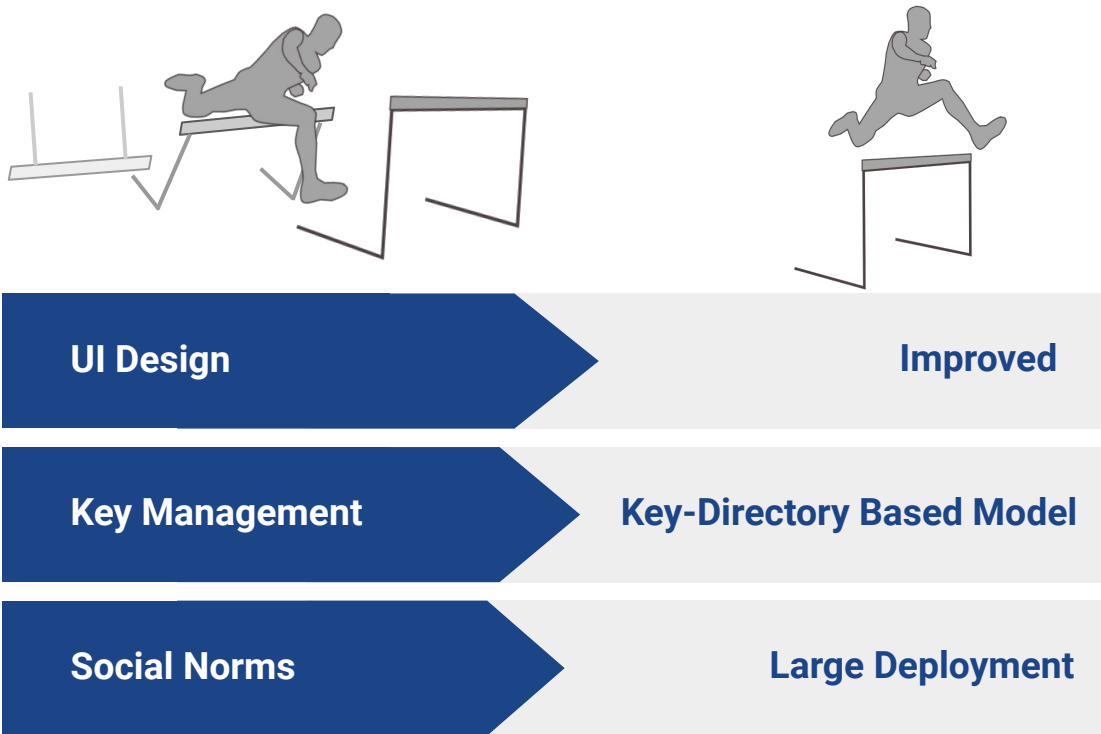 UI Design
Improved
Key Management
Key-Directory Based Model
Social Norms
Large Deployment